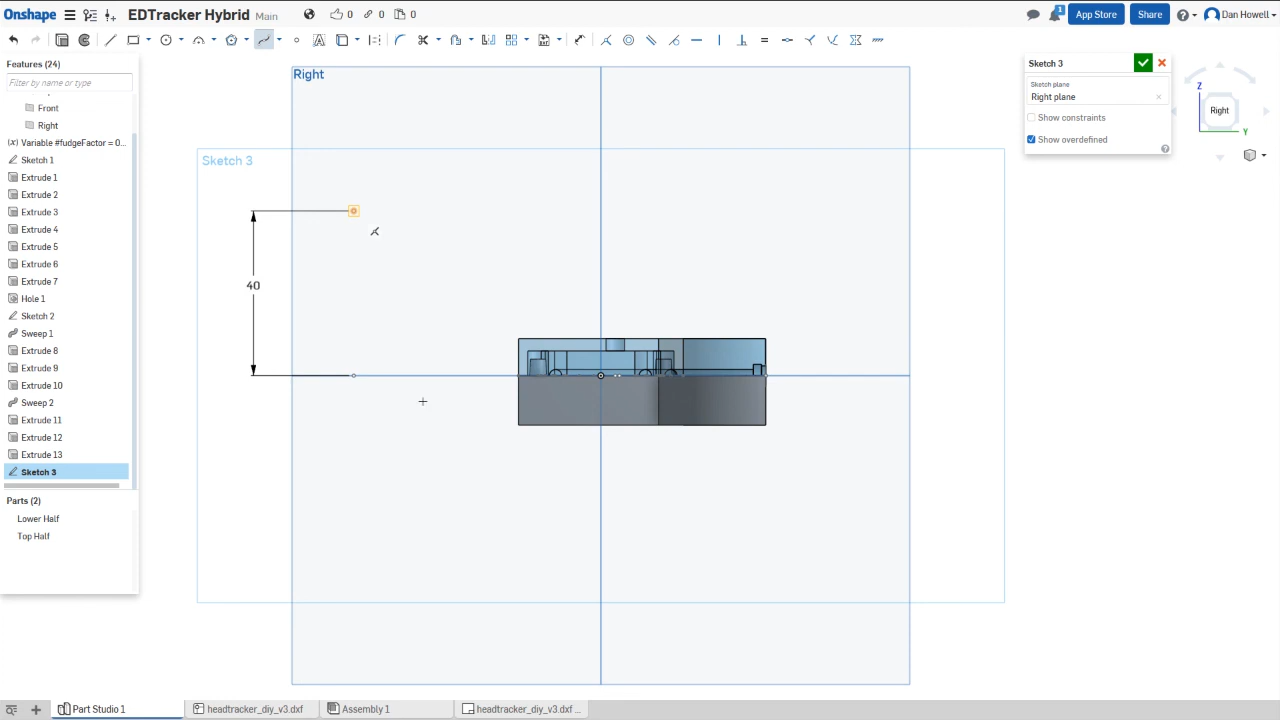 Onshape EDTracker Hybrid Main 0 0 0 1 App Store Share Dan Howell
Features (24)
Filter by name or type
Front
Right
(x) Variable #fudgeFactor = 0...
Sketch 1
Extrude 1
Extrude 2
Extrude 3
Extrude 4
Extrude 5
Extrude 6
Extrude 7
Hole 1
Sketch 2
Sweep 1
Extrude 8
Extrude 9
Extrude 10
Sweep 2
Extrude 11
Extrude 12
Extrude 13
Sketch 3
Parts (2)
Lower Half
Top Half
Right
Sketch 3
40
Sketch 3
Sketch plane
Right plane
Show constraints
Show overdefined
Z
Right
Y
Part Studio 1 headtracker_diy_v3.dxf Assembly 1 headtracker_diy_v3.dxf ...